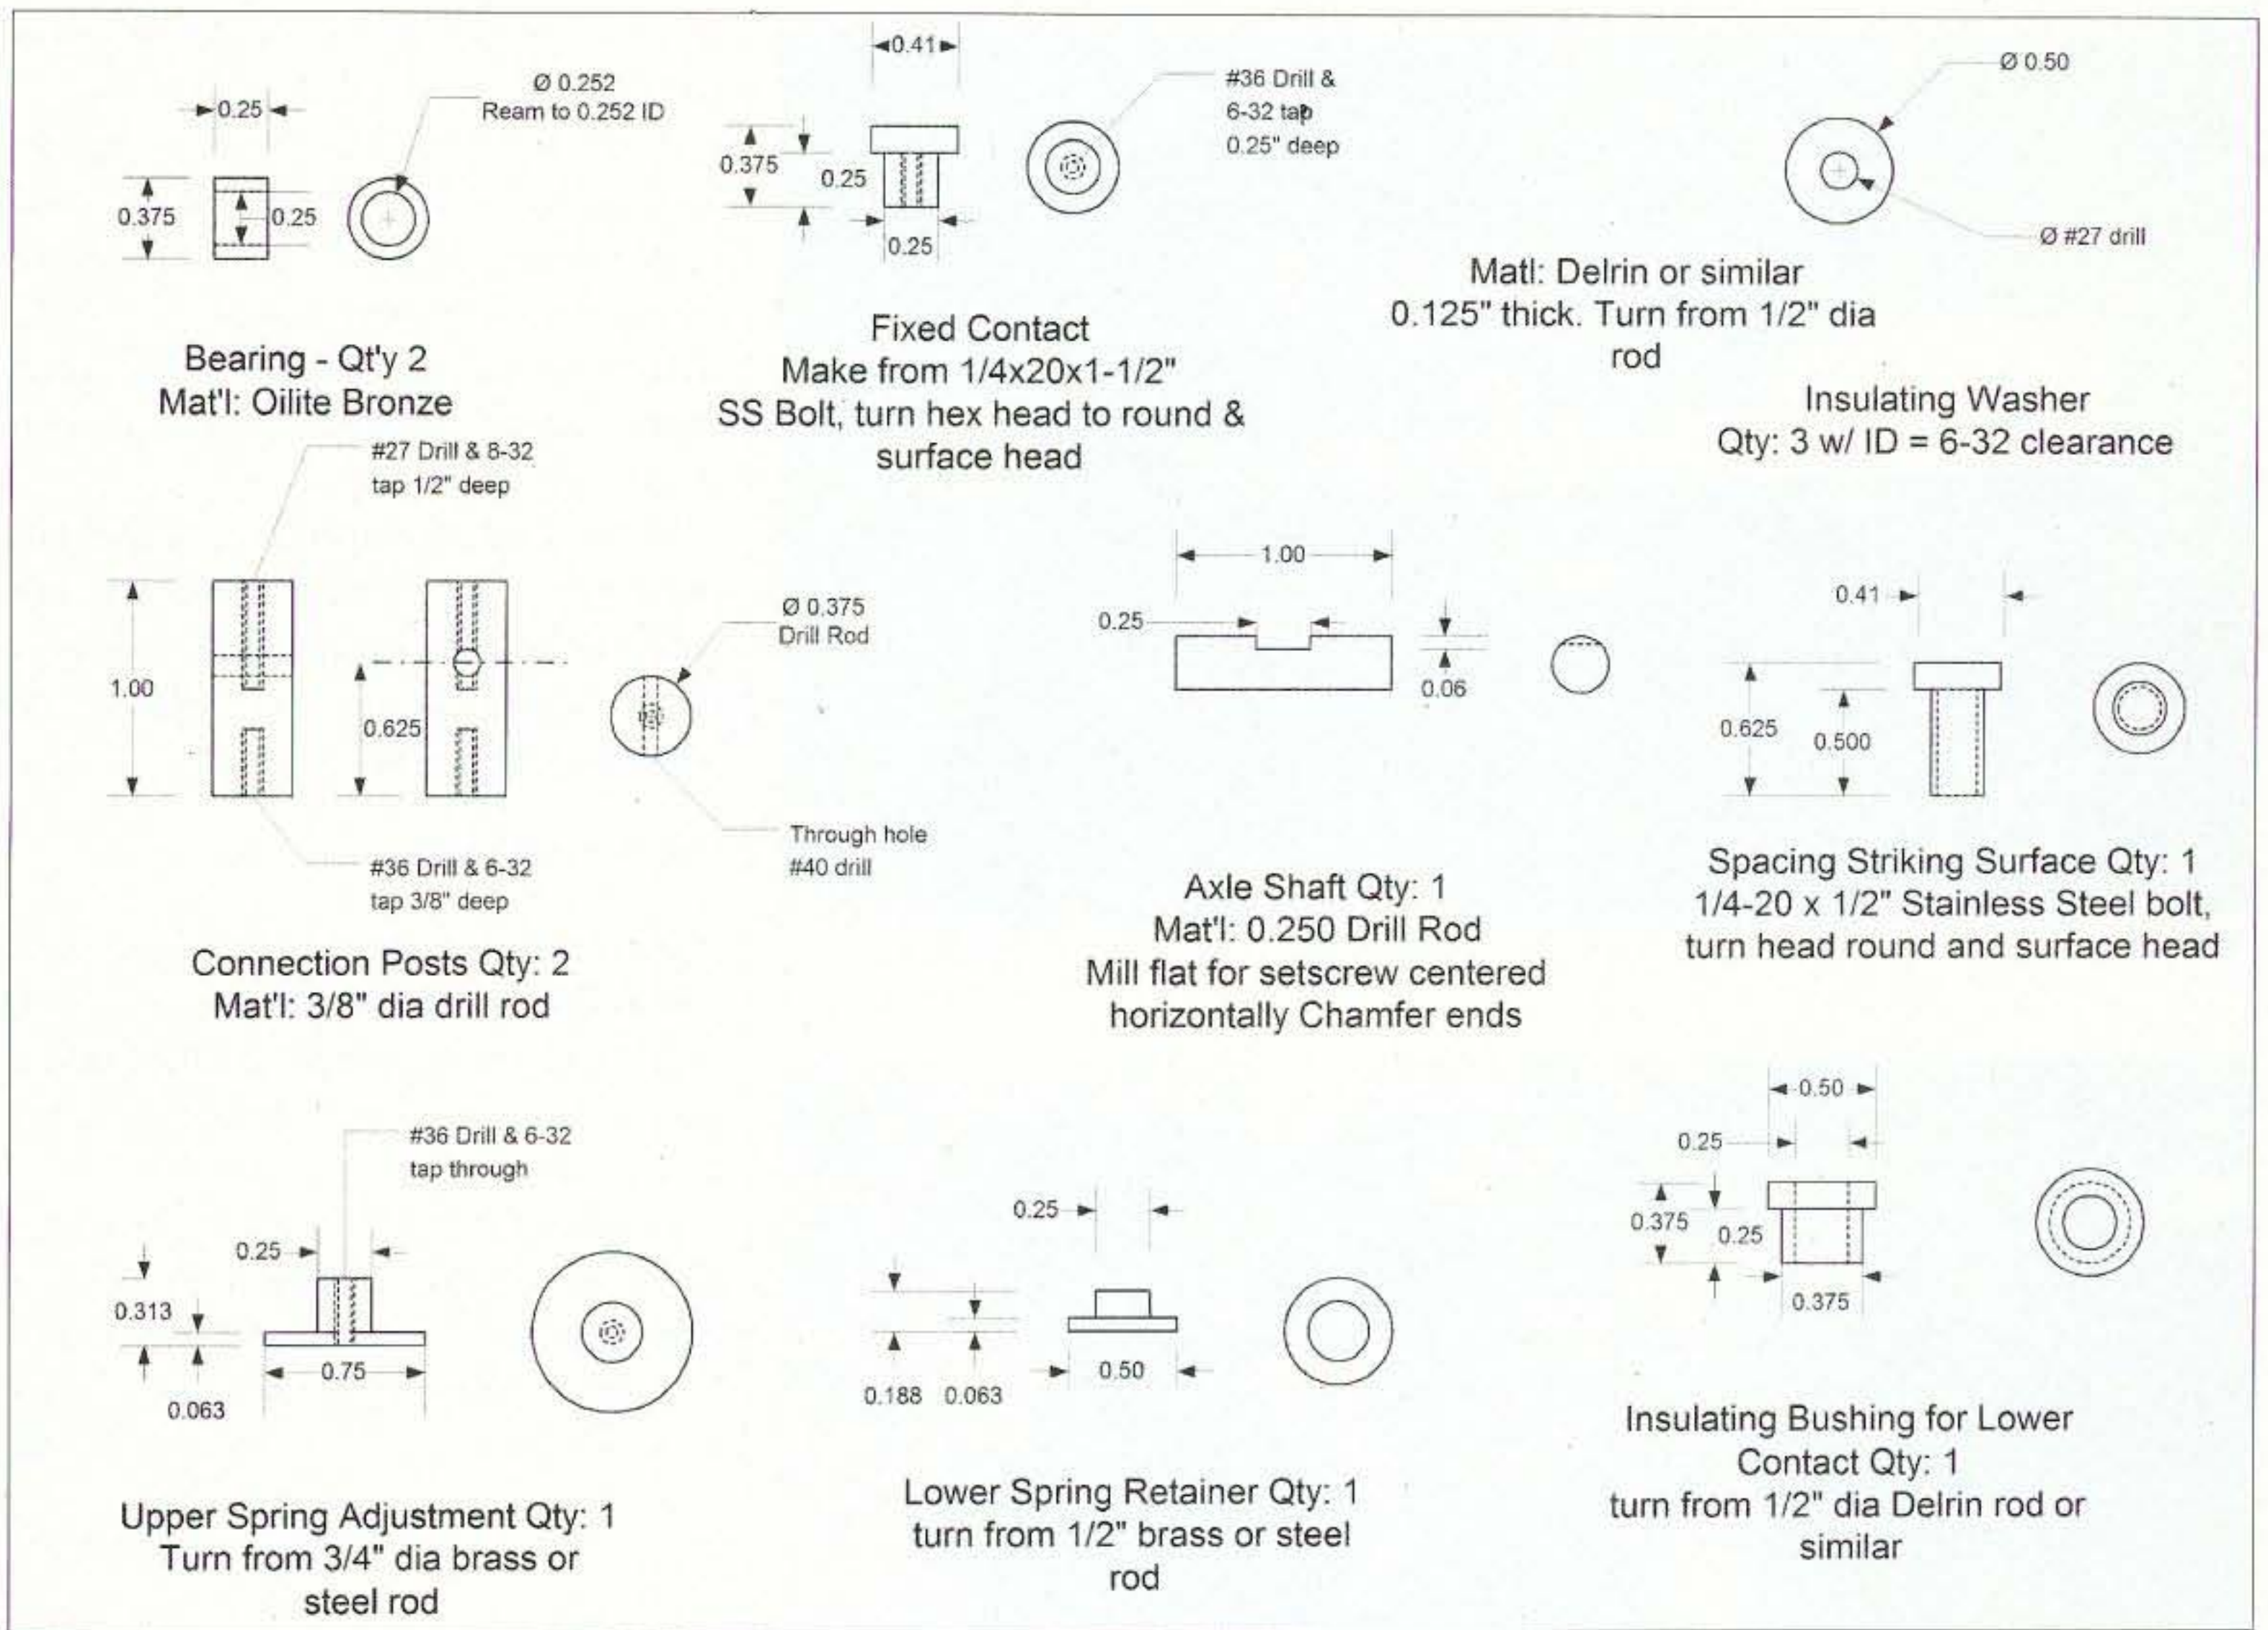 0.25
Ø 0.252
Ream to 0.252 ID
0.375
0.25
Bearing - Qt'y 2
Mat'l: Oilite Bronze
0.41
#36 Drill &
6-32 tap
0.25" deep
0.375
0.25
0.25
Fixed Contact
Make from 1/4x20x1-1/2"
SS Bolt, turn hex head to round &
surface head
Ø 0.50
Ø #27 drill
Matl: Delrin or similar
0.125" thick. Turn from 1/2" dia
rod
Insulating Washer
Qty: 3 w/ ID = 6-32 clearance
#27 Drill & 8-32
tap 1/2" deep
1.00
0.625
Ø 0.375
Drill Rod
Through hole
#40 drill
#36 Drill & 6-32
tap 3/8" deep
Connection Posts Qty: 2
Mat'l: 3/8" dia drill rod
1.00
0.25
0.06
Axle Shaft Qty: 1
Mat'l: 0.250 Drill Rod
Mill flat for setscrew centered
horizontally Chamfer ends
0.41
0.625
0.500
Spacing Striking Surface Qty: 1
1/4-20 x 1/2" Stainless Steel bolt,
turn head round and surface head
#36 Drill & 6-32
tap through
0.25
0.313
0.75
0.063
Upper Spring Adjustment Qty: 1
Turn from 3/4" dia brass or
steel rod
0.25
0.50
0.188 0.063
Lower Spring Retainer Qty: 1
turn from 1/2" brass or steel
rod
0.50
0.25
0.375
0.25
0.375
Insulating Bushing for Lower
Contact Qty: 1
turn from 1/2" dia Delrin rod or
similar